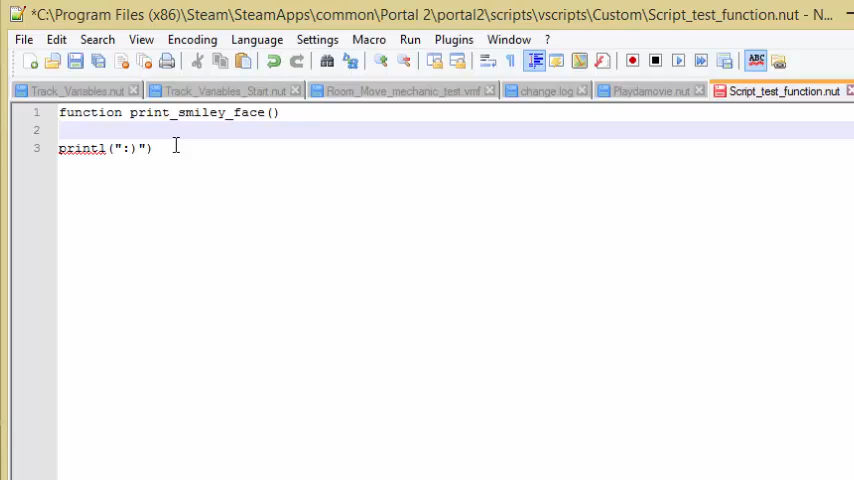 *C:\Program Files (x86)\Steam\SteamApps\common\Portal 2\portal2\scripts\vscripts\Custom\Script_test_function.nut - N...
File Edit Search View Encoding Language Settings Macro Run Plugins Window ?
Track_Variables.nut Track_Variables_Start.nut Room_Move_mechanic_test.vmf change.log Playdamovie.nut Script_test_function.nut
1 function print_smiley_face()
2
3 printl(":)")